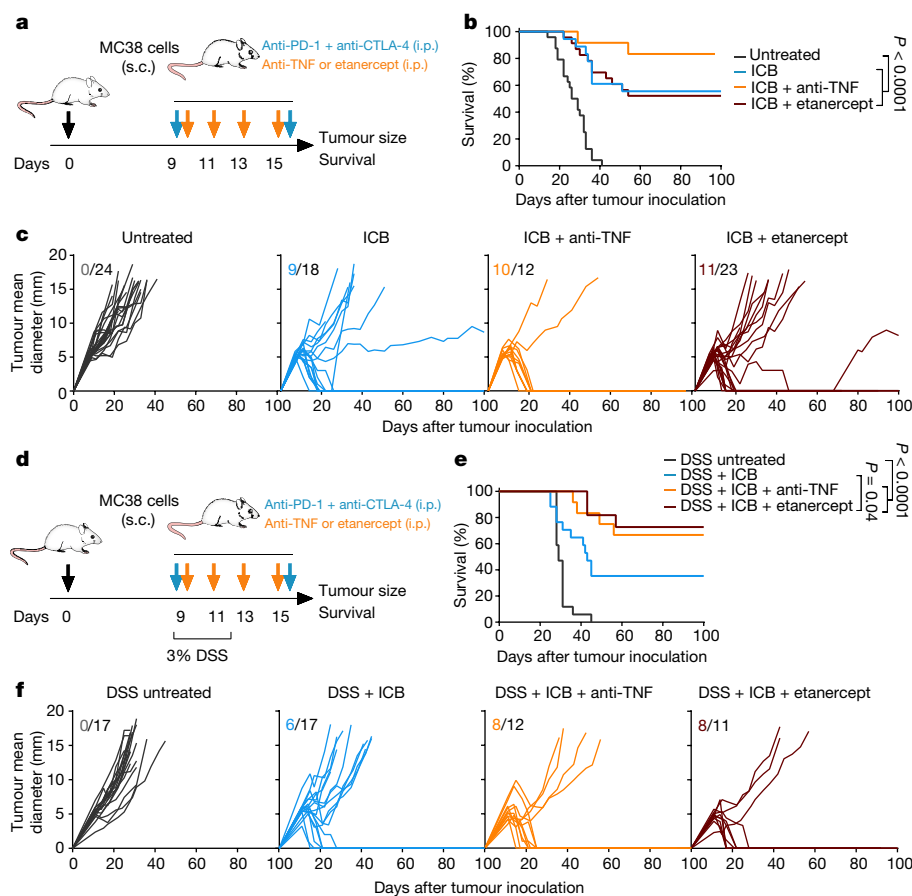 a
MC38 cells
(s.c.)
Anti-PD-1 + anti-CTLA-4 (i.p.)
Anti-TNF or etanercept (i.p.)
Days 0 9 11 13 15
Tumour size
Survival
b
Survival (%)
100
80
60
40
20
0
0 20 40 60 80 100
Days after tumour inoculation
Untreated
ICB
ICB + anti-TNF
ICB + etanercept
P < 0.0001
c
Untreated ICB ICB + anti-TNF ICB + etanercept
Tumour mean
diameter (mm)
20
15
10
5
0
0/24 9/18 10/12 11/23
0 20 40 60 80 100 20 40 60 80 100 20 40 60 80 100 20 40 60 80 100
Days after tumour inoculation
d
MC38 cells
(s.c.)
Anti-PD-1 + anti-CTLA-4 (i.p.)
Anti-TNF or etanercept (i.p.)
Days 0 9 11 13 15
Tumour size
Survival
3% DSS
e
Survival (%)
100
80
60
40
20
0
0 20 40 60 80 100
Days after tumour inoculation
DSS untreated
DSS + ICB
DSS + ICB + anti-TNF
DSS + ICB + etanercept
P = 0.04
P < 0.0001
f
DSS untreated DSS + ICB DSS + ICB + anti-TNF DSS + ICB + etanercept
Tumour mean
diameter (mm)
20
15
10
5
0
0/17 6/17 8/12 8/11
0 20 40 60 80 100 20 40 60 80 100 20 40 60 80 100 20 40 60 80 100
Days after tumour inoculation